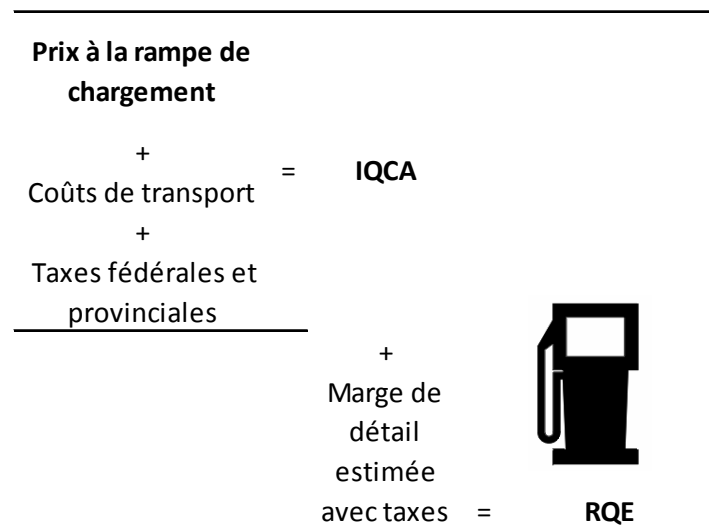 Prix à la rampe de
chargement
+
Coûts de transport
= IQCA
+
Taxes fédérales et
provinciales
+
Marge de
détail
estimée
avec taxes = RQE